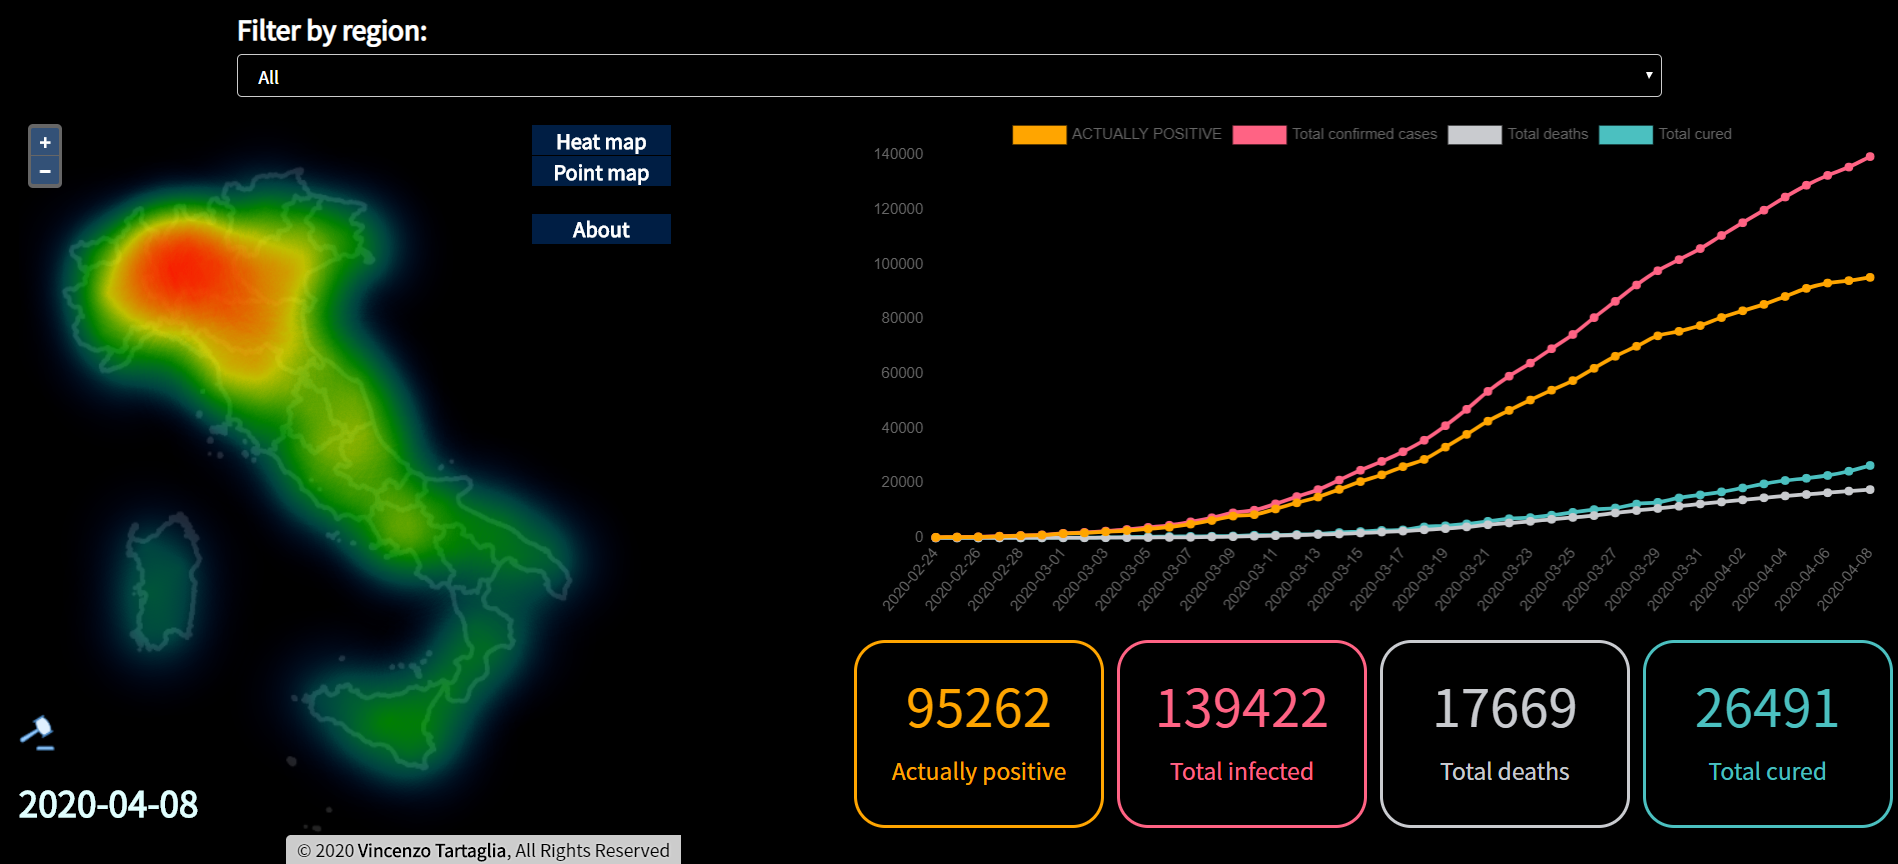 Filter by region:
All
+
−
Heat map
Point map
About
ACTUALLY POSITIVE Total confirmed cases Total deaths Total cured
140000
120000
100000
80000
60000
40000
20000
0
2020-02-24 2020-02-26 2020-02-28 2020-03-01 2020-03-03 2020-03-05 2020-03-07 2020-03-09 2020-03-11 2020-03-13 2020-03-15 2020-03-17 2020-03-19 2020-03-21 2020-03-23 2020-03-25 2020-03-27 2020-03-29 2020-03-31 2020-04-02 2020-04-04 2020-04-06 2020-04-08
95262
Actually positive
139422
Total infected
17669
Total deaths
26491
Total cured
2020-04-08
© 2020 Vincenzo Tartaglia, All Rights Reserved